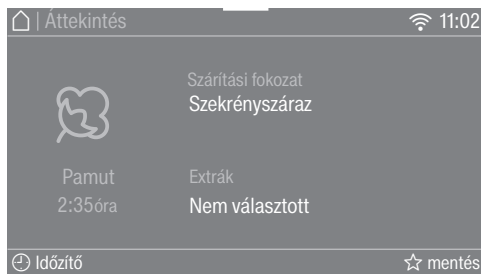 | Áttekintés 11:02
Szárítási fokozat
Szekrényszáraz
Pamut
2:35óra
Extrák
Nem választott
Időzítő mentés